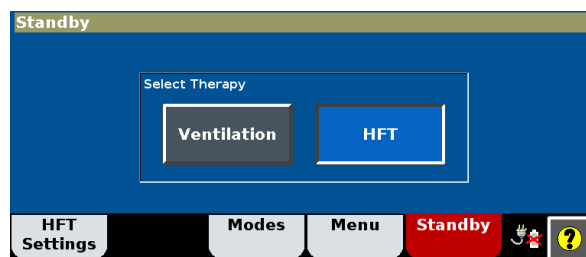 Standby
Select Therapy
Ventilation
HFT
HFT
Settings
Modes
Menu
Standby
?